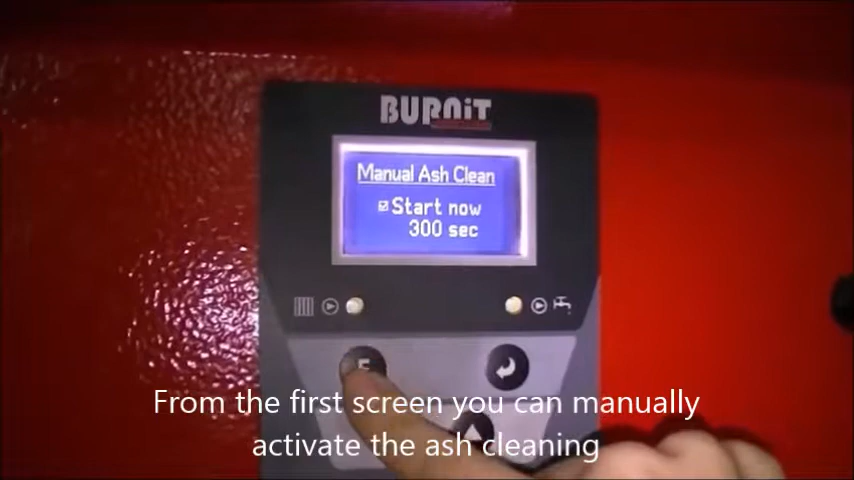 BURNiT
Manual Ash Clean
Start now
300 sec
From the first screen you can manually
activate the ash cleaning